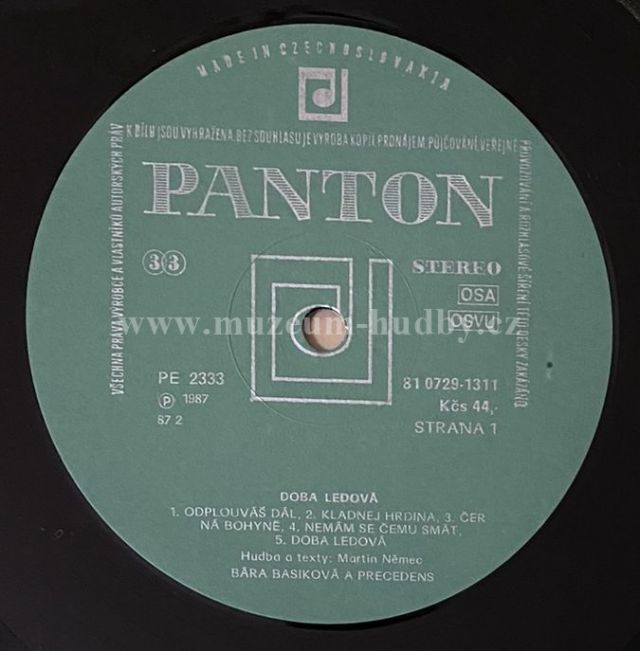 MADE IN CZECHOSLOVAKIA
VŠECHNA PRÁVA VÝROBCE A VLASTNÍKŮ AUTORSKÝCH PRÁV
K DÍLU JSOU VYHRAŽENA. BEZ SOUHLASU JE VÝROBA KOPIÍ PRONÁJEM, PŮJČOVÁNÍ, VEŘEJNÉ
PROVOZOVÁNÍ A ROZHLASOVÉ ŠÍŘENÍ TÉTO DESKY ZAKÁZÁNO
PANTON
33
STEREO
OSA
OSVU
www.muzeum-hudby.cz
PE 2333
81 0729-1311
Ⓟ 1987
Kčs 44,-
87 2
STRANA 1
DOBA LEDOVÁ
1. ODPLOUVÁŠ DÁL, 2. KLADNEJ HRDINA, 3. ČER
NÁ BOHYNĚ, 4. NEMÁM SE ČEMU SMÁT,
5. DOBA LEDOVÁ
Hudba a texty: Martin Němec
BÁRA BASIKOVÁ A PRECEDENS